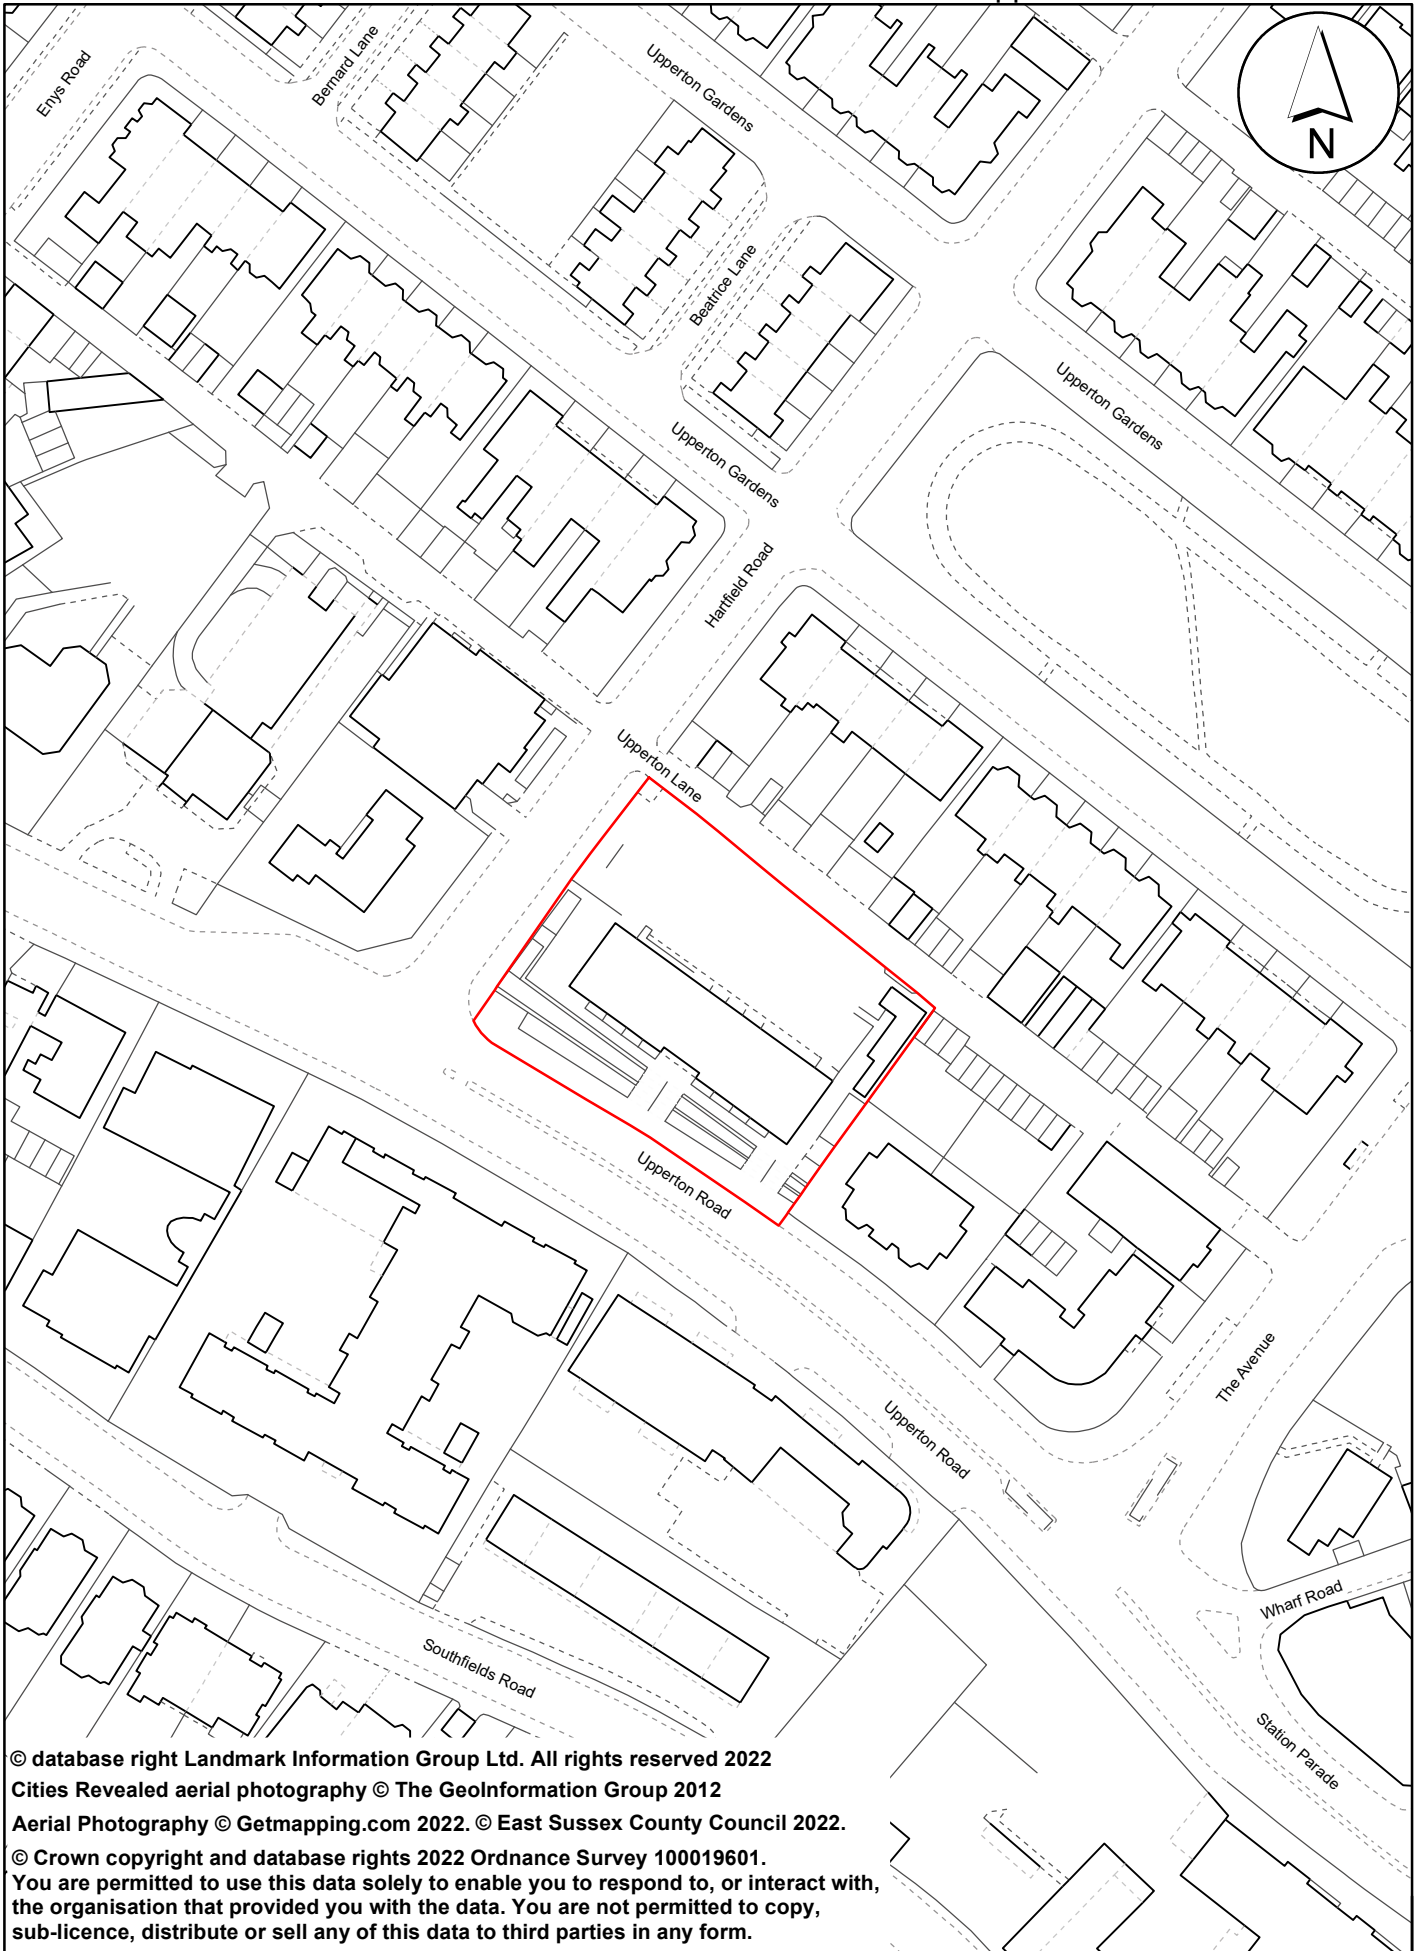 Enys Road
Bernard Lane
Upperton Gardens
N
Beatrice Lane
Upperton Gardens
Upperton Gardens
Hartfield Road
Upperton Lane
Upperton Road
The Avenue
Upperton Road
Wharf Road
Southfields Road
Station Parade
© database right Landmark Information Group Ltd. All rights reserved 2022
Cities Revealed aerial photography © The GeoInformation Group 2012
Aerial Photography © Getmapping.com 2022. © East Sussex County Council 2022.
© Crown copyright and database rights 2022 Ordnance Survey 100019601.
You are permitted to use this data solely to enable you to respond to, or interact with,
the organisation that provided you with the data. You are not permitted to copy,
sub-licence, distribute or sell any of this data to third parties in any form.